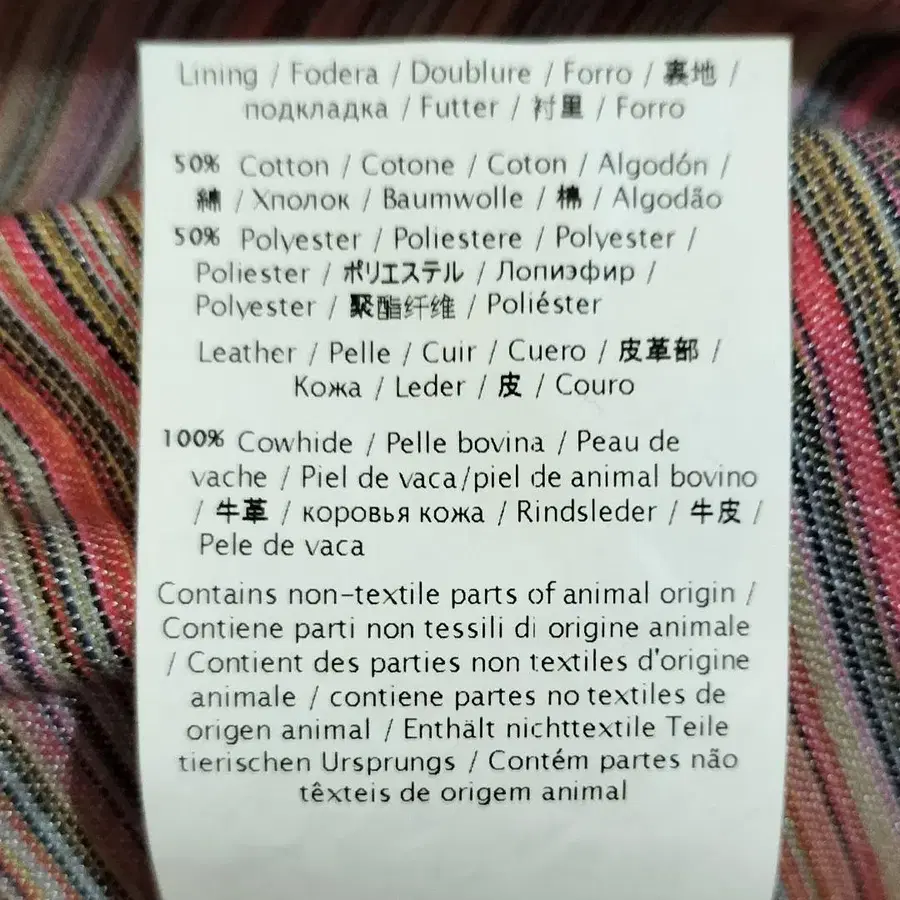 Lining / Fodera / Doublure / Forro / 裏地 /
подкладка / Futter / 衬里 / Forro
50% Cotton / Cotone / Coton / Algodón /
綿 / Хполок / Baumwolle / 棉 / Algodão
50% Polyester / Poliestere / Polyester /
Poliester / ポリエステル / Лопиэфир /
Polyester / 聚酯纤维 / Poliéster
Leather / Pelle / Cuir / Cuero / 皮革部 /
Кожа / Leder / 皮 / Couro
100% Cowhide / Pelle bovina / Peau de
vache / Piel de vaca/piel de animal bovino
/ 牛革 / коровья кожа / Rindsleder / 牛皮 /
Pele de vaca
Contains non-textile parts of animal origin /
Contiene parti non tessili di origine animale
/ Contient des parties non textiles d'origine
animale / contiene partes no textiles de
origen animal / Enthält nichttextile Teile
tierischen Ursprungs / Contém partes não
têxteis de origem animal